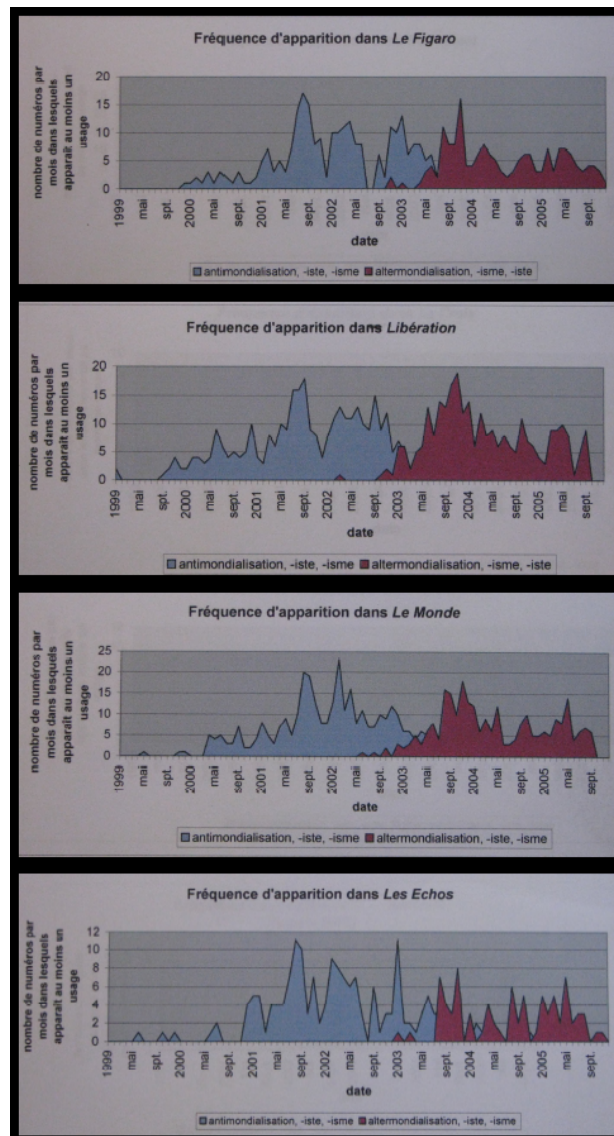 Fréquence d'apparition dans Le Figaro
nombre de numéros par
mois dans lesquels
apparaît au moins un
usage
20
15
10
5
0
1999
mai
spt.
2000
mai
sept.
2001
mai
sept.
2002
mai
sept.
2003
mai
sept.
2004
mai
sept.
2005
mai
sept.
date
antimondialisation, -iste, -isme
altermondialisation, -isme, -iste
Fréquence d'apparition dans Libération
nombre de numéros par
mois dans lesquels
apparaît au moins un
usage
20
15
10
5
0
1999
mai
spt.
2000
mai
sept.
2001
mai
sept.
2002
mai
sept.
2003
mai
sept.
2004
mai
sept.
2005
mai
sept.
date
antimondialisation, -iste, -isme
altermondialisation, -isme, -iste
Fréquence d'apparition dans Le Monde
nombre de numéros par
mois dans lesquels
apparaît au moins un
usage
25
20
15
10
5
0
1999
mai
spt.
2000
mai
sept.
2001
mai
sept.
2002
mai
sept.
2003
mai
sept.
2004
mai
sept.
2005
mai
sept.
date
antimondialisation, -iste, -isme
altermondialisation, -isme, -iste
Fréquence d'apparition dans Les Echos
nombre de numéros par
mois dans lesquels
apparaît au moins un
usage
12
10
8
6
4
2
0
1999
mai
spt.
2000
mai
sept.
2001
mai
sept.
2002
mai
sept.
2003
mai
sept.
2004
mai
sept.
2005
mai
sept.
date
antimondialisation, -iste, -isme
altermondialisation, -isme, -iste